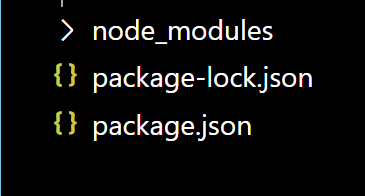 node_modules
{} package-lock.json
{} package.json